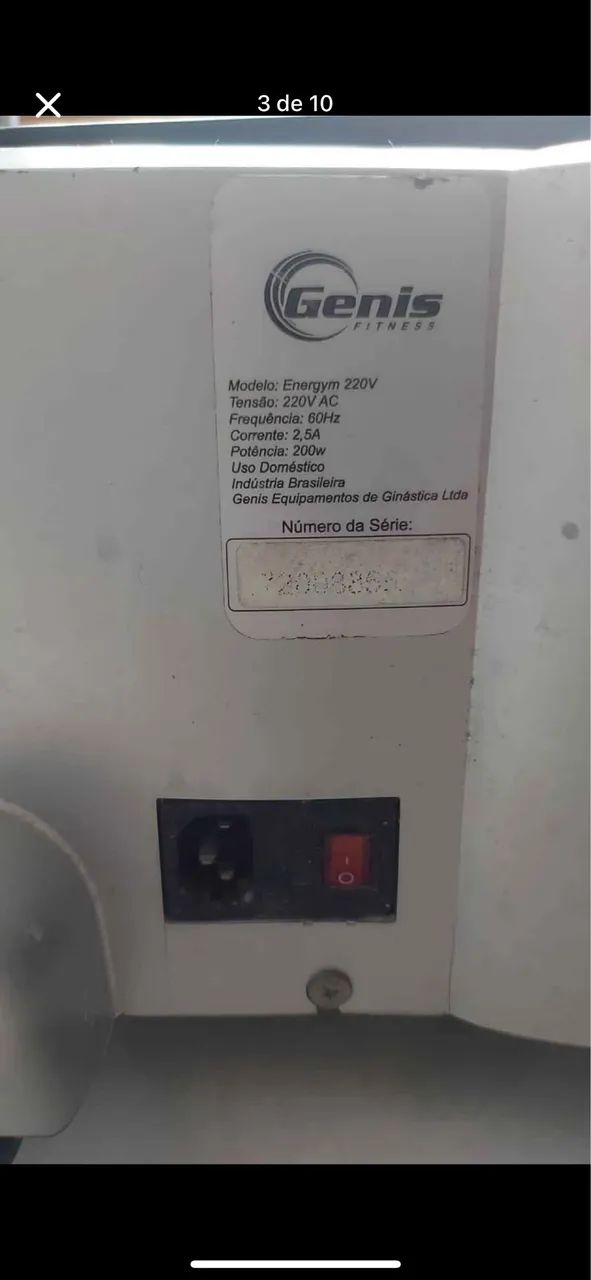 3 de 10
Genis
FITNESS
Modelo: Energym 220V
Tensão: 220V AC
Frequência: 60Hz
Corrente: 2,5A
Potência: 200w
Uso Doméstico
Indústria Brasileira
Genis Equipamentos de Ginástica Ltda
Número da Série: